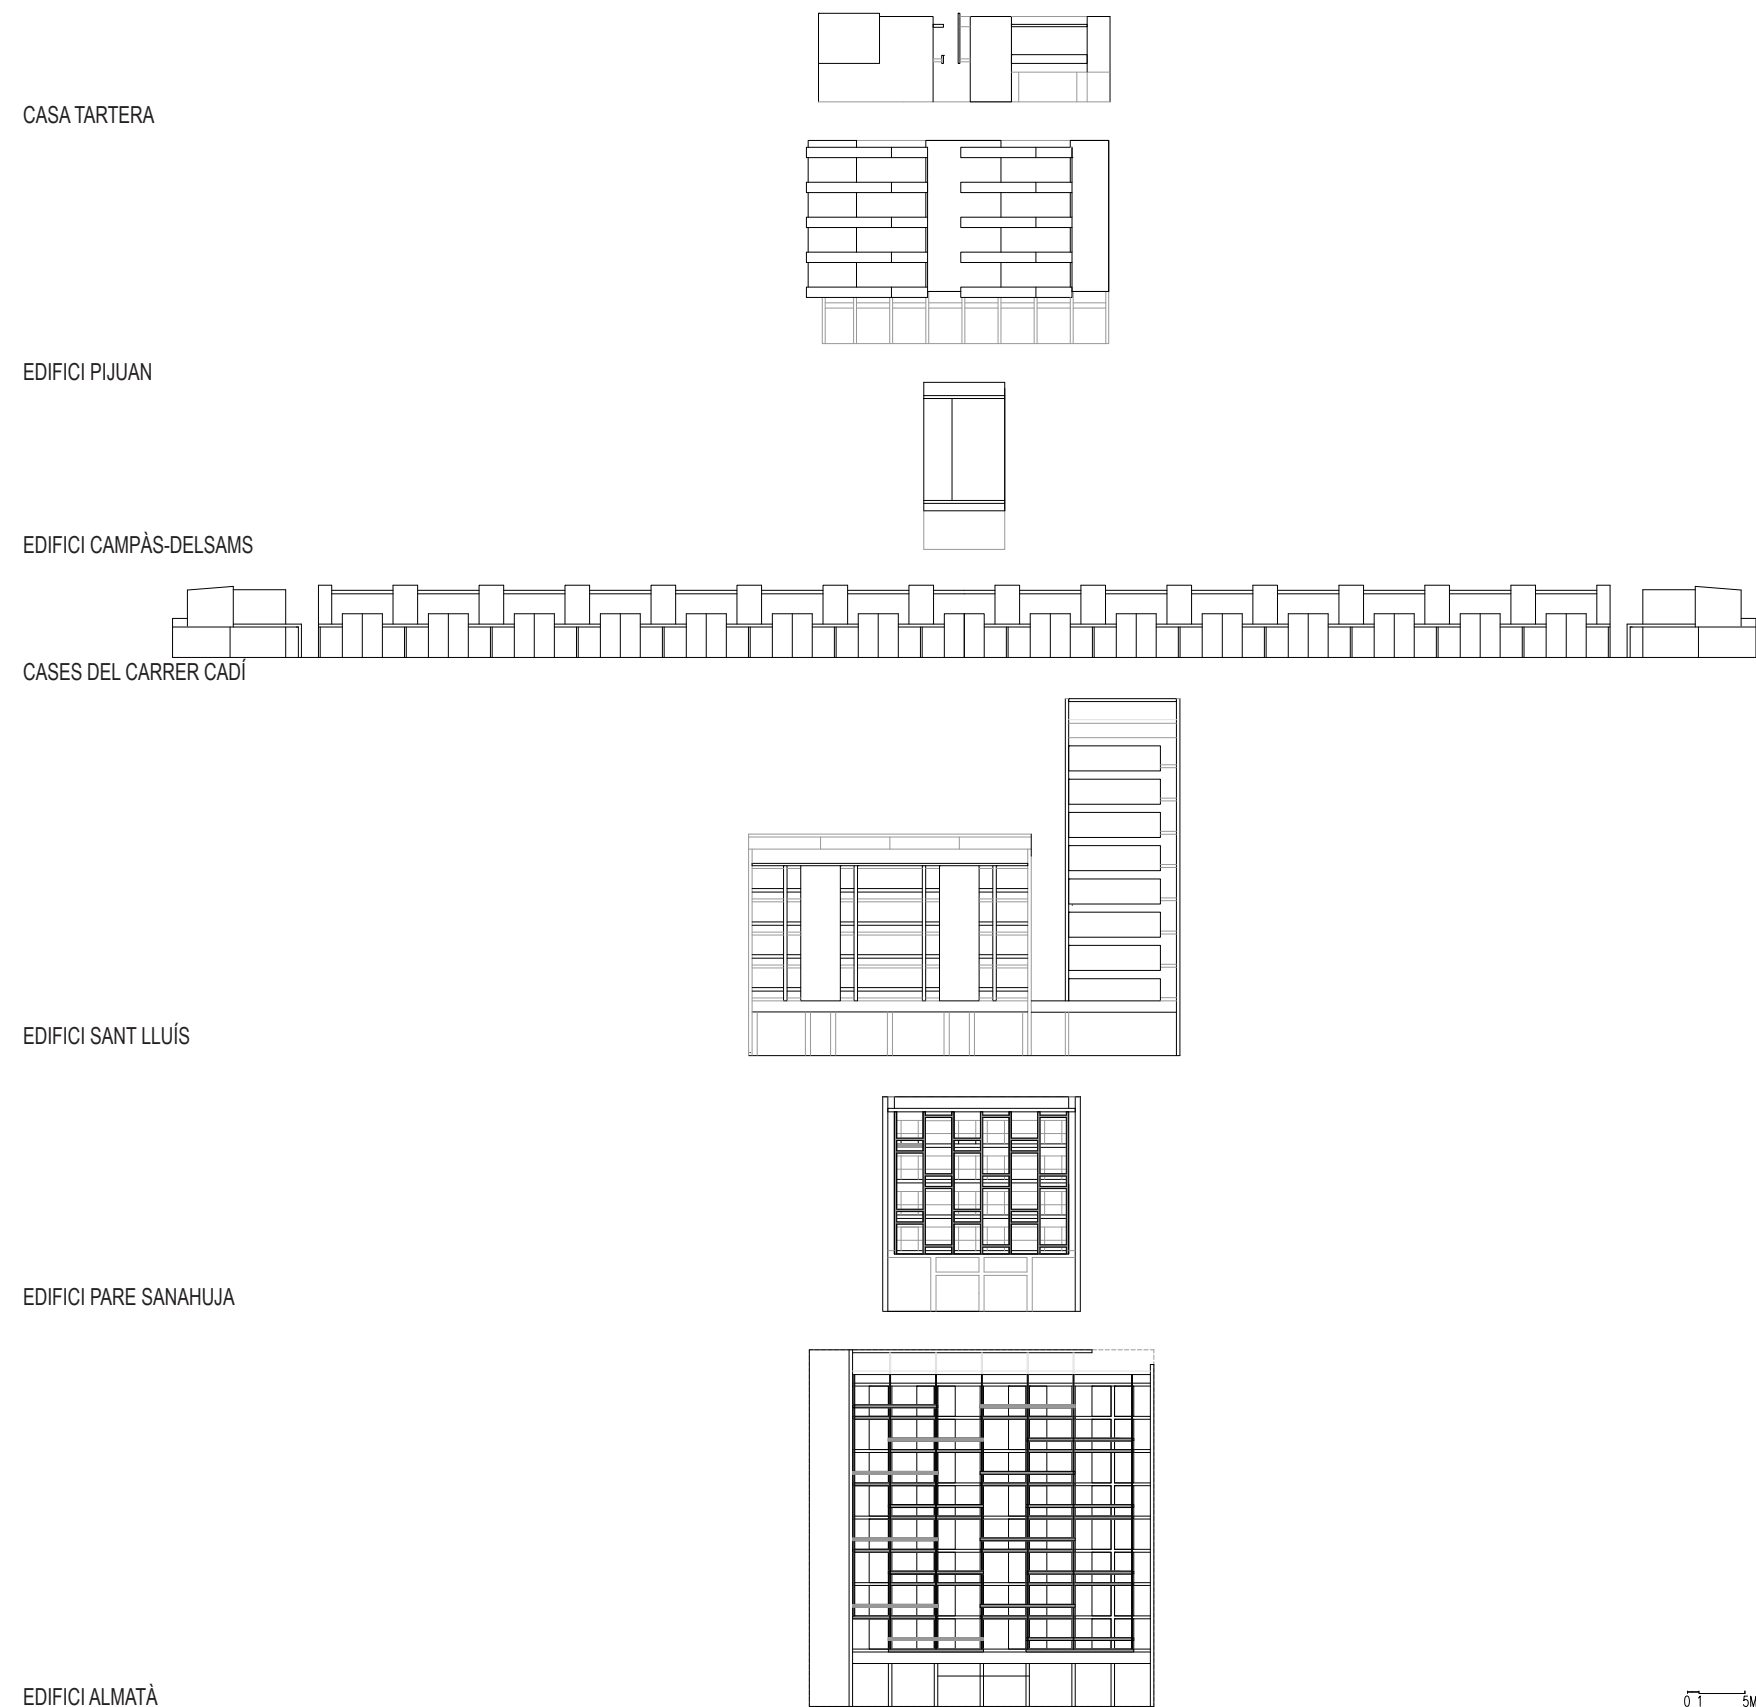 CASA TARTERA
EDIFICI PIJUAN
EDIFICI CAMPÀS-DELSAMS
CASES DEL CARRER CADÍ
EDIFICI SANT LLUÍS
EDIFICI PARE SANAHUJA
EDIFICI ALMATÀ
0 1 5M